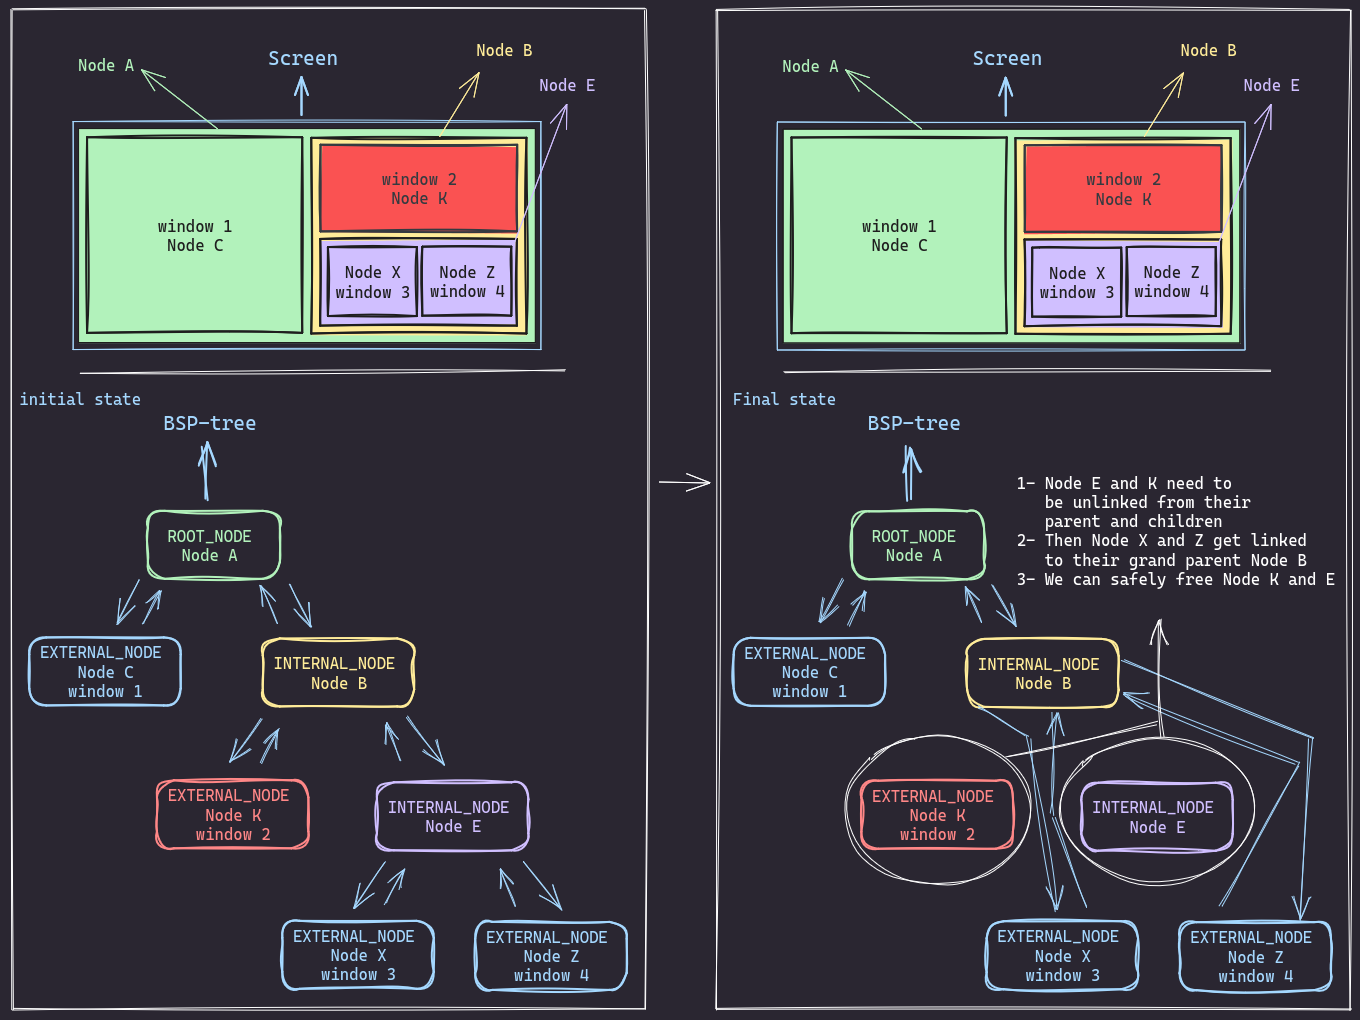 Node A
Screen
Node B
Node E
window 1
Node C
window 2
Node K
Node X
window 3
Node Z
window 4
initial state
BSP-tree
ROOT_NODE
Node A
EXTERNAL_NODE
Node C
window 1
INTERNAL_NODE
Node B
EXTERNAL_NODE
Node K
window 2
INTERNAL_NODE
Node E
EXTERNAL_NODE
Node X
window 3
EXTERNAL_NODE
Node Z
window 4
Node A
Screen
Node B
Node E
window 1
Node C
window 2
Node K
Node X
window 3
Node Z
window 4
Final state
BSP-tree
1- Node E and K need to
be unlinked from their
parent and children
2- Then Node X and Z get linked
to their grand parent Node B
3- We can safely free Node K and E
ROOT_NODE
Node A
EXTERNAL_NODE
Node C
window 1
INTERNAL_NODE
Node B
EXTERNAL_NODE
Node K
window 2
INTERNAL_NODE
Node E
EXTERNAL_NODE
Node X
window 3
EXTERNAL_NODE
Node Z
window 4